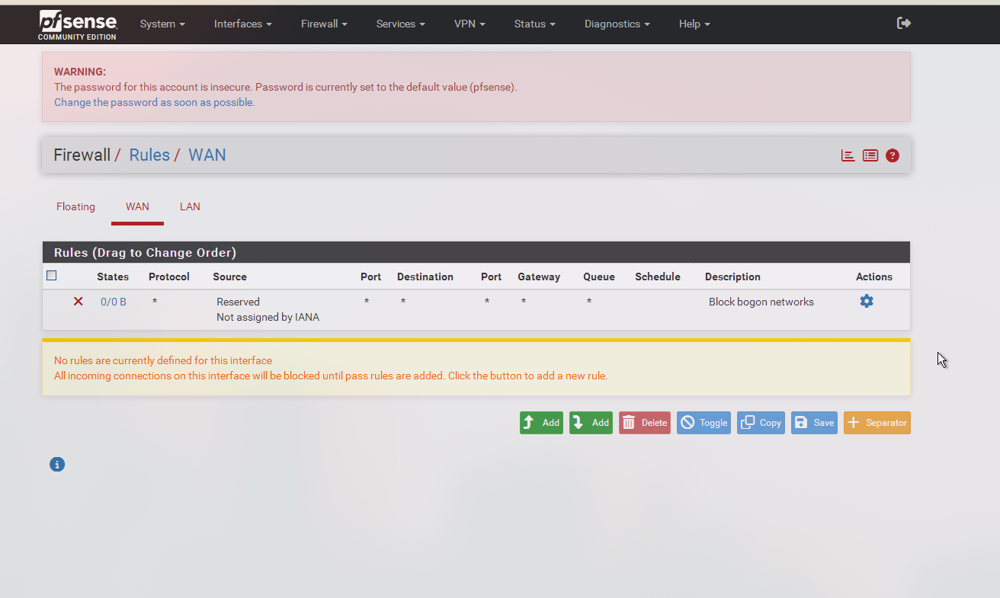 pfsense
COMMUNITY EDITION
System Interfaces Firewall Services VPN Status Diagnostics Help
WARNING:
The password for this account is insecure. Password is currently set to the default value (pfsense).
Change the password as soon as possible.
Firewall / Rules / WAN
Floating WAN LAN
Rules (Drag to Change Order)
States Protocol Source Port Destination Port Gateway Queue Schedule Description Actions
0/0 B * Reserved * * * * * Block bogon networks
Not assigned by IANA
No rules are currently defined for this interface
All incoming connections on this interface will be blocked until pass rules are added. Click the button to add a new rule.
Add Add Delete Toggle Copy Save Separator